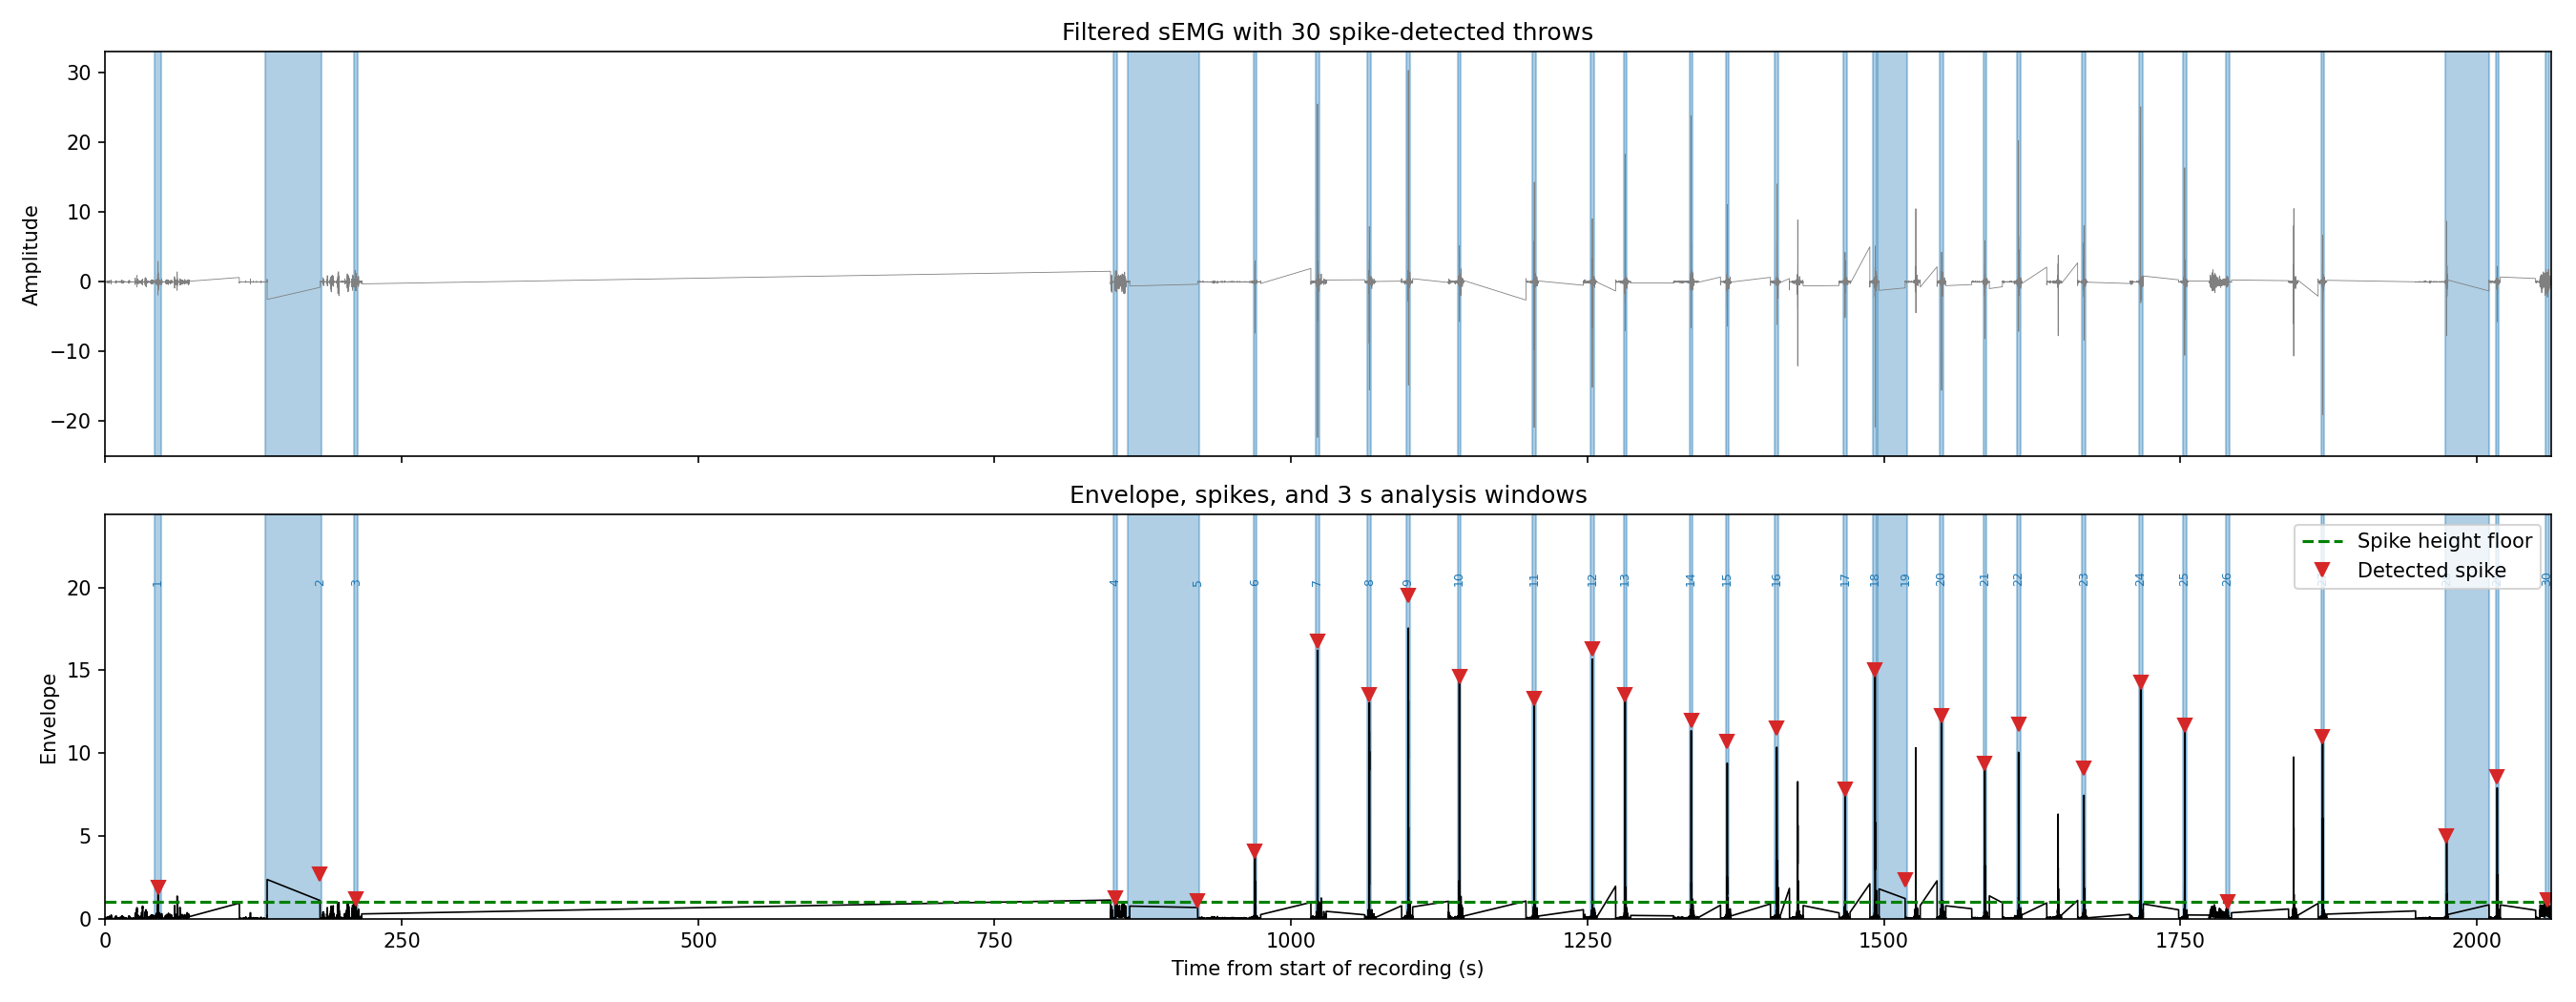 Filtered sEMG with 30 spike-detected throws
30
20
10
0
−10
−20
Amplitude
Envelope, spikes, and 3 s analysis windows
Spike height floor
Detected spike
1 2 3 4 5 6 7 8 9 10 11 12 13 14 15 16 17 18 19 20 21 22 23 24 25 26 30
20
15
10
5
0
Envelope
0 250 500 750 1000 1250 1500 1750 2000
Time from start of recording (s)